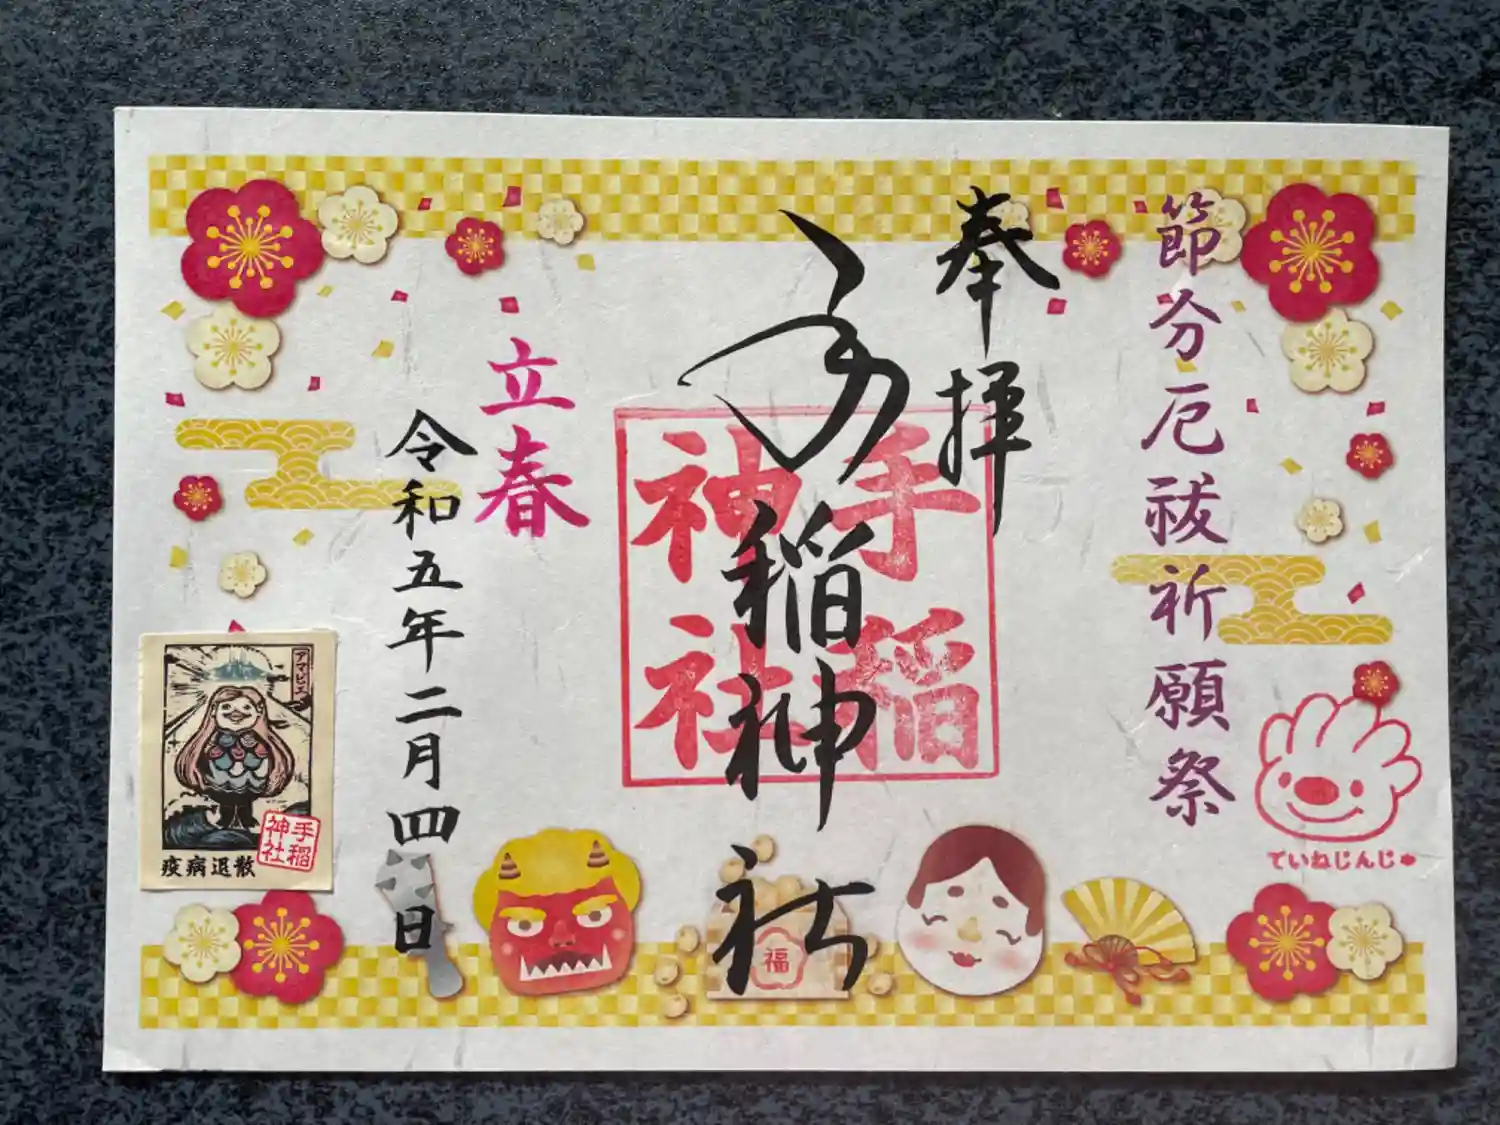 節分厄祓祈願祭
奉拝
手稲神社
手稲
神社
立春
令和五年二月四日
福
ていねじんじゃ
アマビエ
手稲
神社
疫病退散